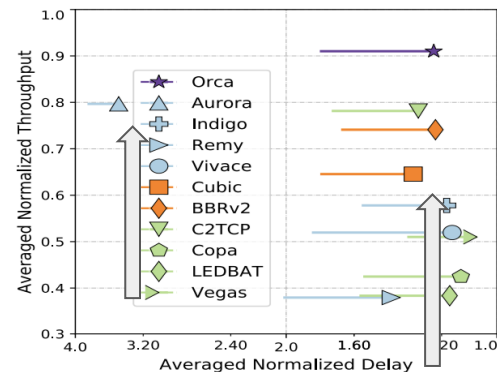 1.0
0.9
0.8
0.7
0.6
0.5
0.4
0.3
Averaged Normalized Throughput
Orca
Aurora
Indigo
Remy
Vivace
Cubic
BBRv2
C2TCP
Copa
LEDBAT
Vegas
4.0 3.20 2.40 2.0 1.60 .20 1.0
Averaged Normalized Delay